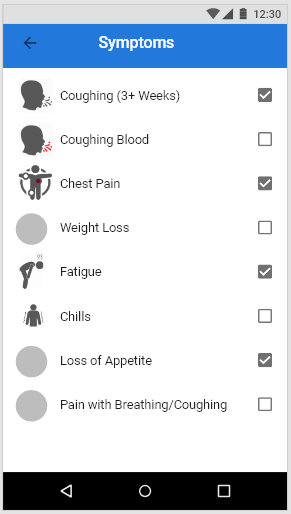 12:30
Symptoms
Coughing (3+ Weeks)
Coughing Blood
Chest Pain
Weight Loss
Fatigue
Chills
Loss of Appetite
Pain with Breathing/Coughing